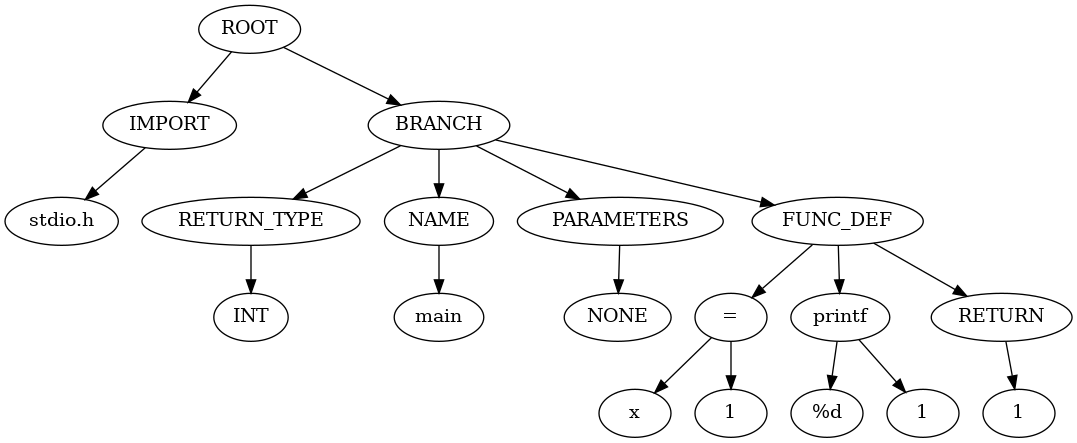 ROOT
IMPORT
BRANCH
stdio.h
RETURN_TYPE
NAME
PARAMETERS
FUNC_DEF
INT
main
NONE
=
printf
RETURN
x
1
%d
1
1